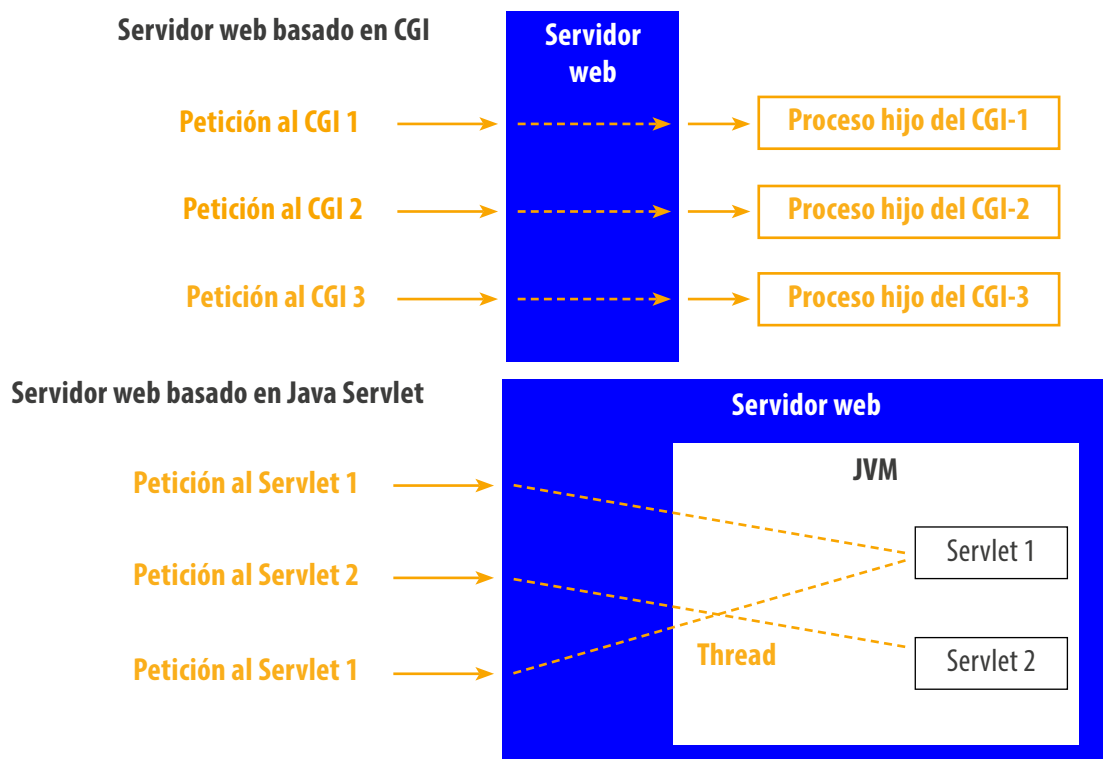 Servidor web basado en CGI
Servidor
web
Petición al CGI 1
Proceso hijo del CGI-1
Petición al CGI 2
Proceso hijo del CGI-2
Petición al CGI 3
Proceso hijo del CGI-3
Servidor web basado en Java Servlet
Servidor web
JVM
Petición al Servlet 1
Servlet 1
Petición al Servlet 2
Thread
Servlet 2
Petición al Servlet 1